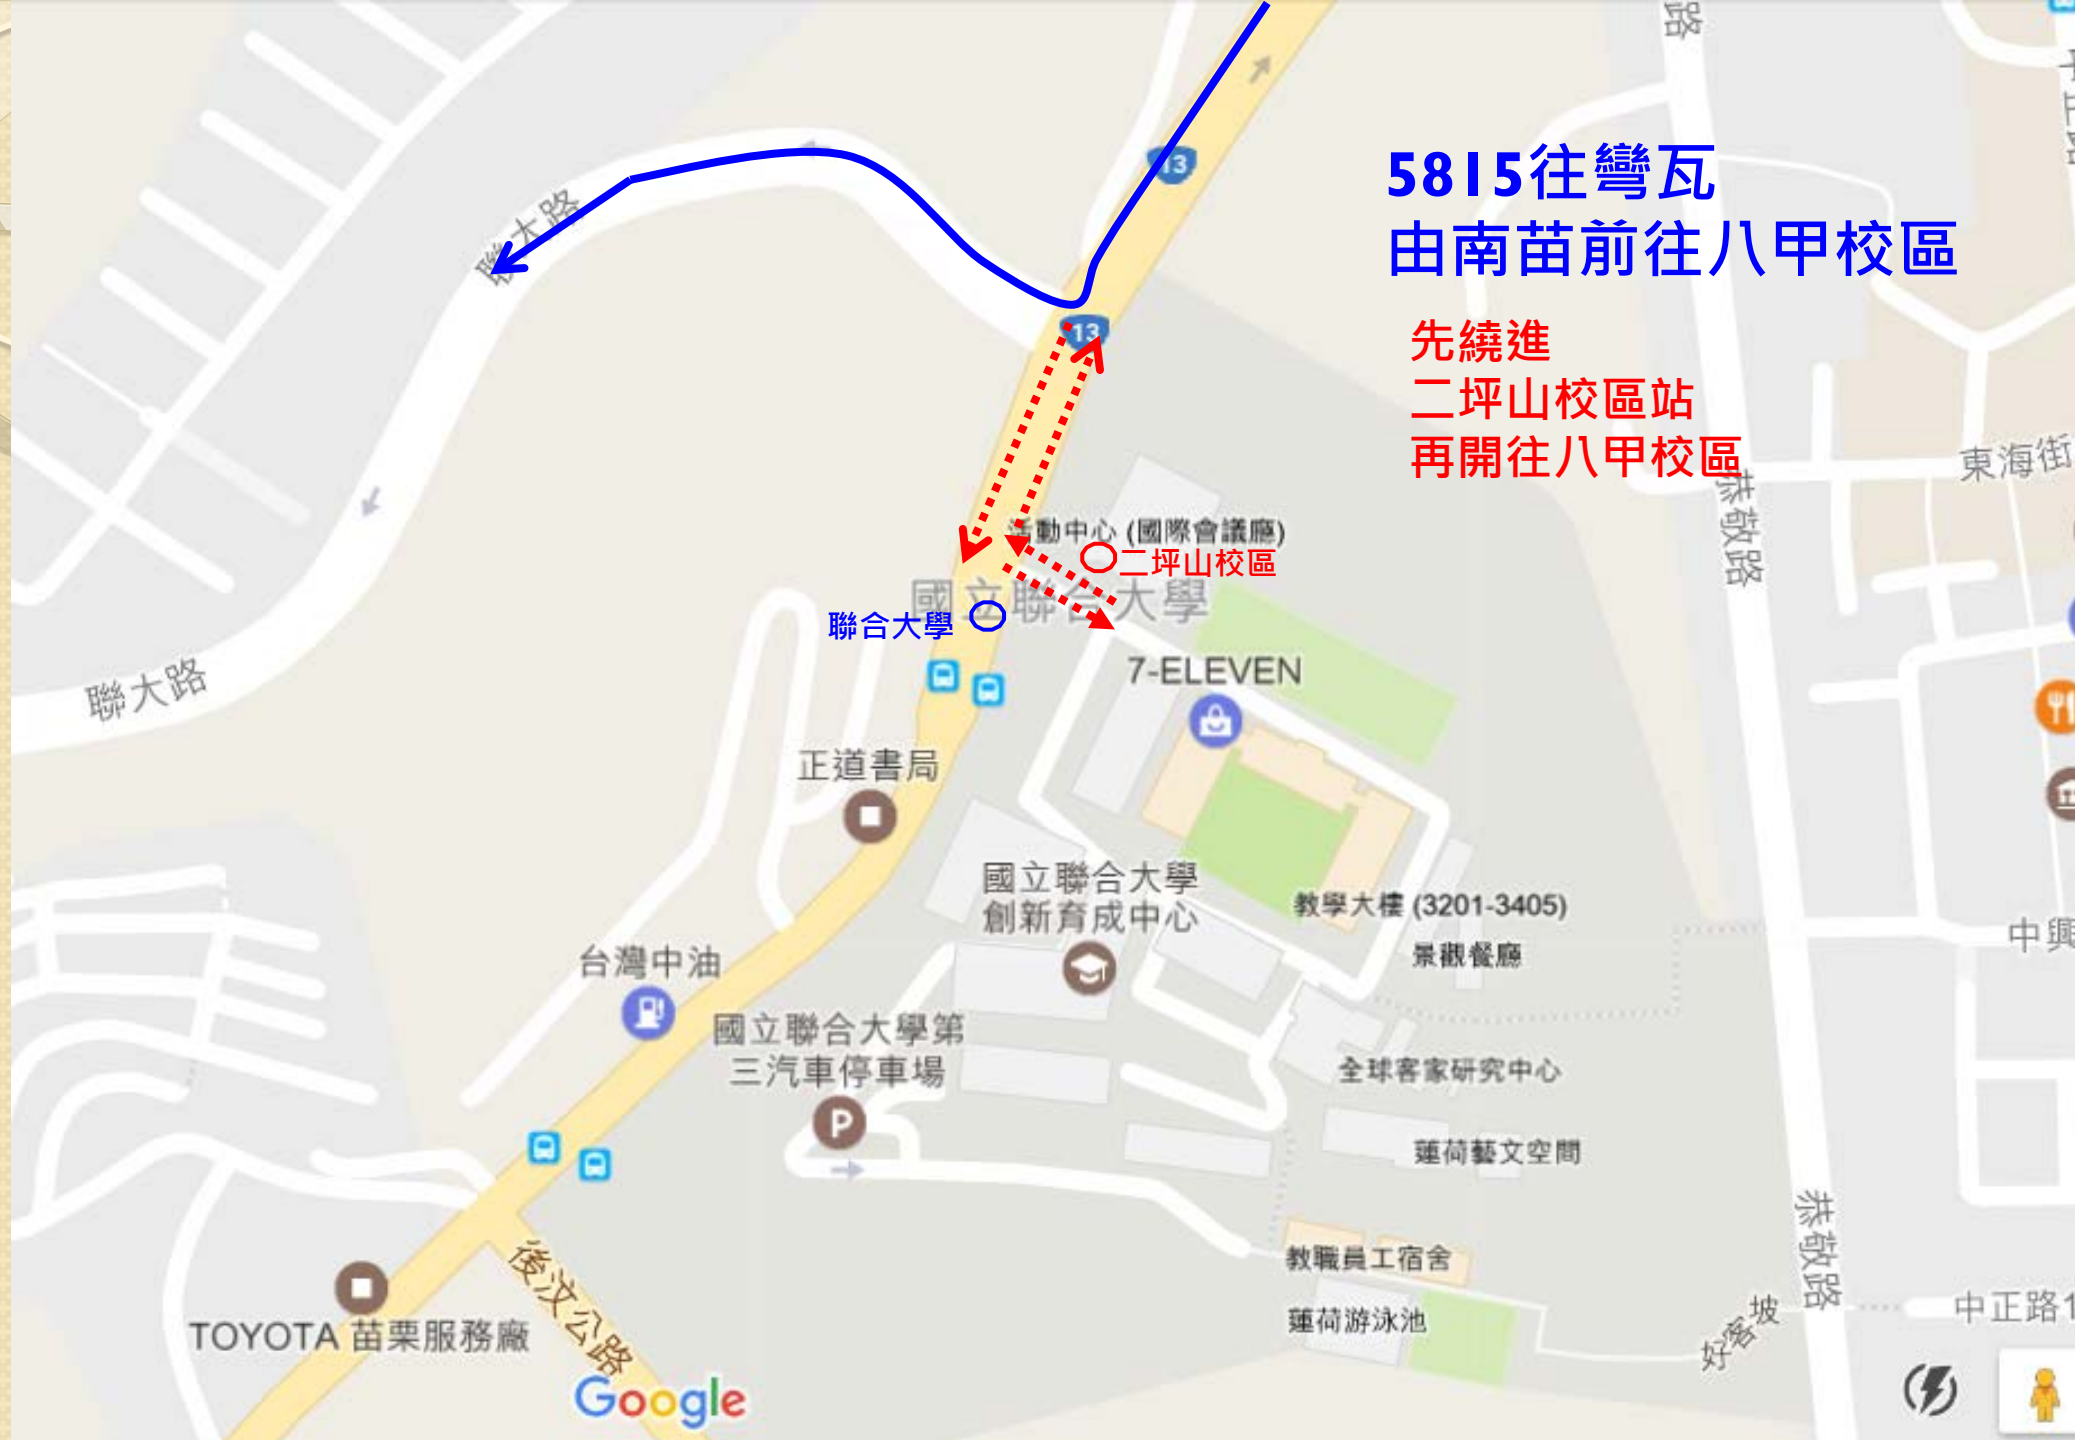 路
13
5815往彎瓦
由南苗前往八甲校區
聯大路
13
先繞進
二坪山校區站
再開往八甲校區
東海街
恭敬路
活動中心 (國際會議廳)
二坪山校區
國立聯合大學
聯合大學
7-ELEVEN
聯大路
正道書局
國立聯合大學
創新育成中心
教學大樓 (3201-3405)
中興
景觀餐廳
台灣中油
國立聯合大學第
三汽車停車場
全球客家研究中心
P
蓮荷藝文空間
恭敬路
後汶公路
教職員工宿舍
中正路1
蓮荷游泳池
好客坡
TOYOTA 苗栗服務廠
Google